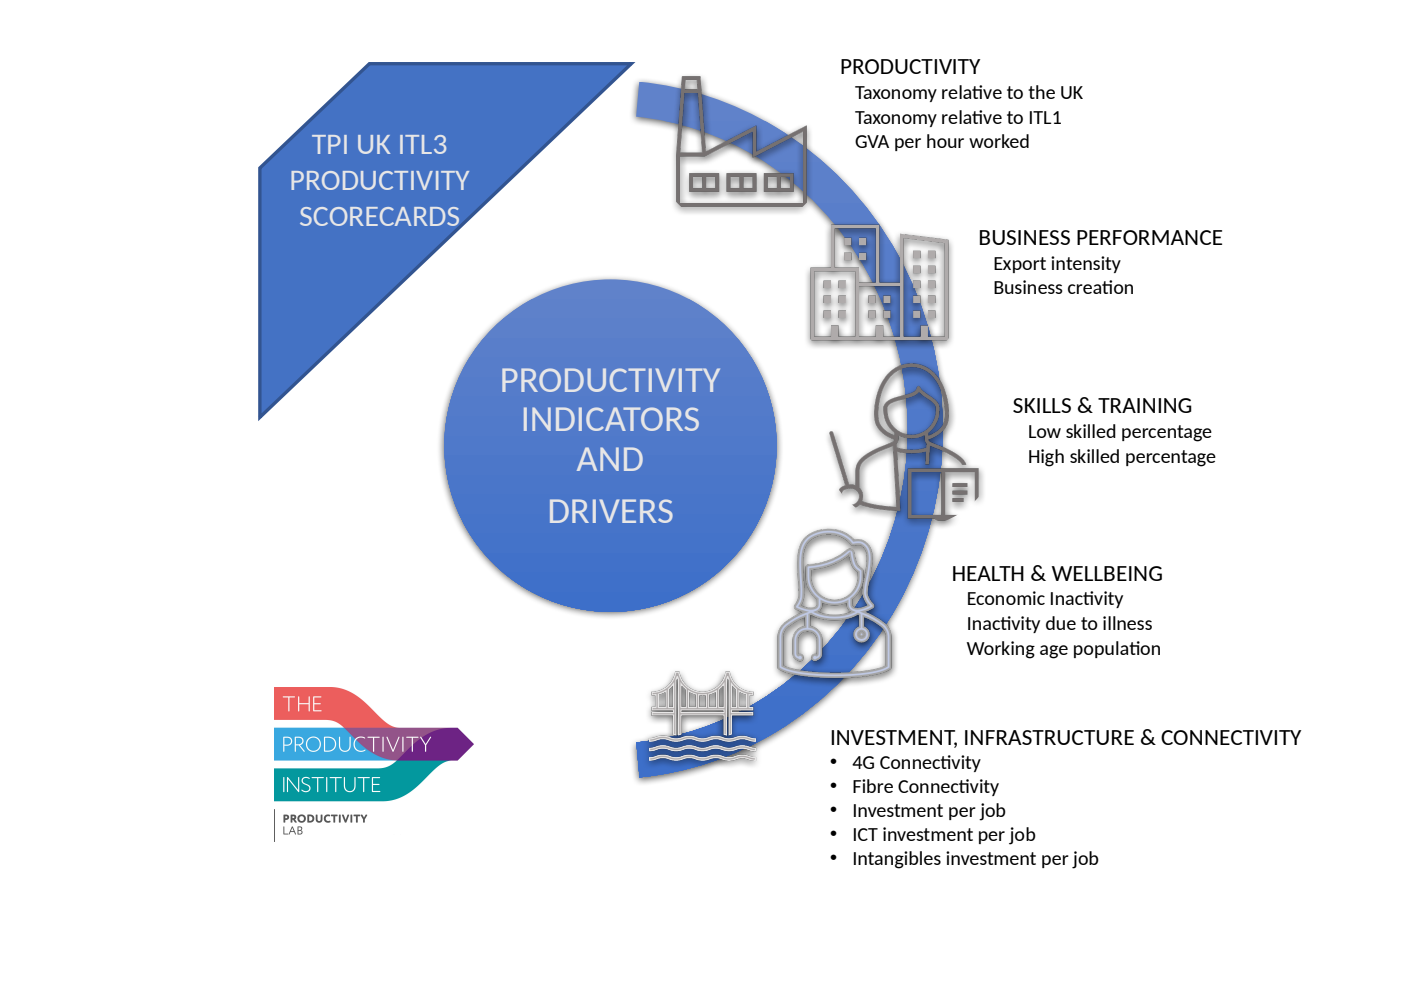 TPI UK ITL3
PRODUCTIVITY
SCORECARDS
PRODUCTIVITY
INDICATORS
AND
DRIVERS
PRODUCTIVITY
Taxonomy relative to the UK
Taxonomy relative to ITL1
GVA per hour worked
BUSINESS PERFORMANCE
Export intensity
Business creation
SKILLS & TRAINING
Low skilled percentage
High skilled percentage
HEALTH & WELLBEING
Economic Inactivity
Inactivity due to illness
Working age population
INVESTMENT, INFRASTRUCTURE & CONNECTIVITY
• 4G Connectivity
• Fibre Connectivity
• Investment per job
• ICT investment per job
• Intangibles investment per job
THE
PRODUCTIVITY
INSTITUTE
PRODUCTIVITY
LAB